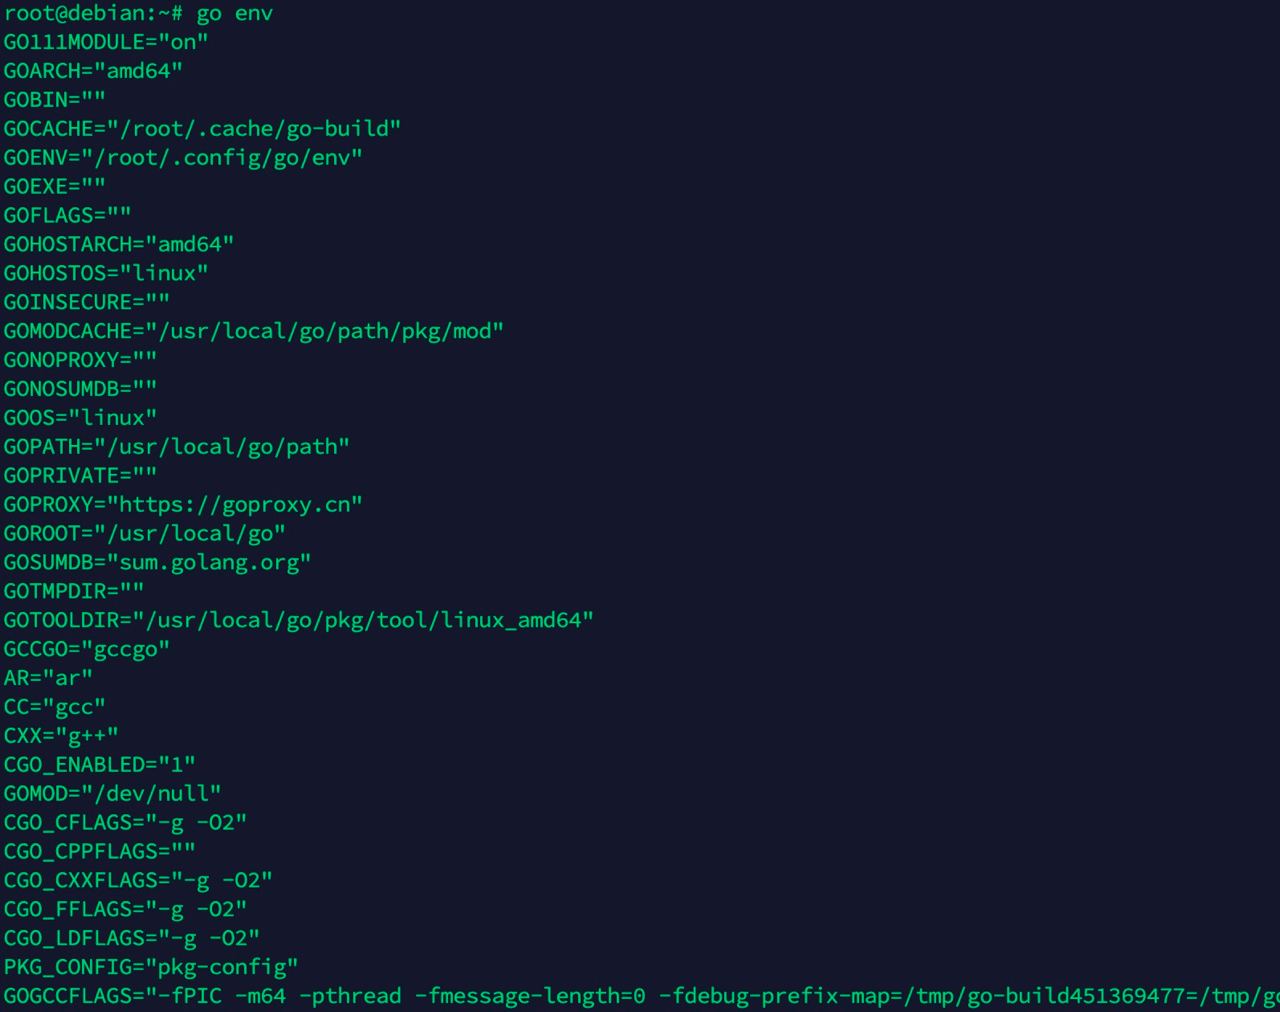 root@debian:~# go env
GO111MODULE="on"
GOARCH="amd64"
GOBIN=""
GOCACHE="/root/.cache/go-build"
GOENV="/root/.config/go/env"
GOEXE=""
GOFLAGS=""
GOHOSTARCH="amd64"
GOHOSTOS="linux"
GOINSECURE=""
GOMODCACHE="/usr/local/go/path/pkg/mod"
GONOPROXY=""
GONOSUMDB=""
GOOS="linux"
GOPATH="/usr/local/go/path"
GOPRIVATE=""
GOPROXY="https://goproxy.cn"
GOROOT="/usr/local/go"
GOSUMDB="sum.golang.org"
GOTMPDIR=""
GOTOOLDIR="/usr/local/go/pkg/tool/linux_amd64"
GCCGO="gccgo"
AR="ar"
CC="gcc"
CXX="g++"
CGO_ENABLED="1"
GOMOD="/dev/null"
CGO_CFLAGS="-g -O2"
CGO_CPPFLAGS=""
CGO_CXXFLAGS="-g -O2"
CGO_FFLAGS="-g -O2"
CGO_LDFLAGS="-g -O2"
PKG_CONFIG="pkg-config"
GOGCCFLAGS="-fPIC -m64 -pthread -fmessage-length=0 -fdebug-prefix-map=/tmp/go-build451369477=/tmp/go